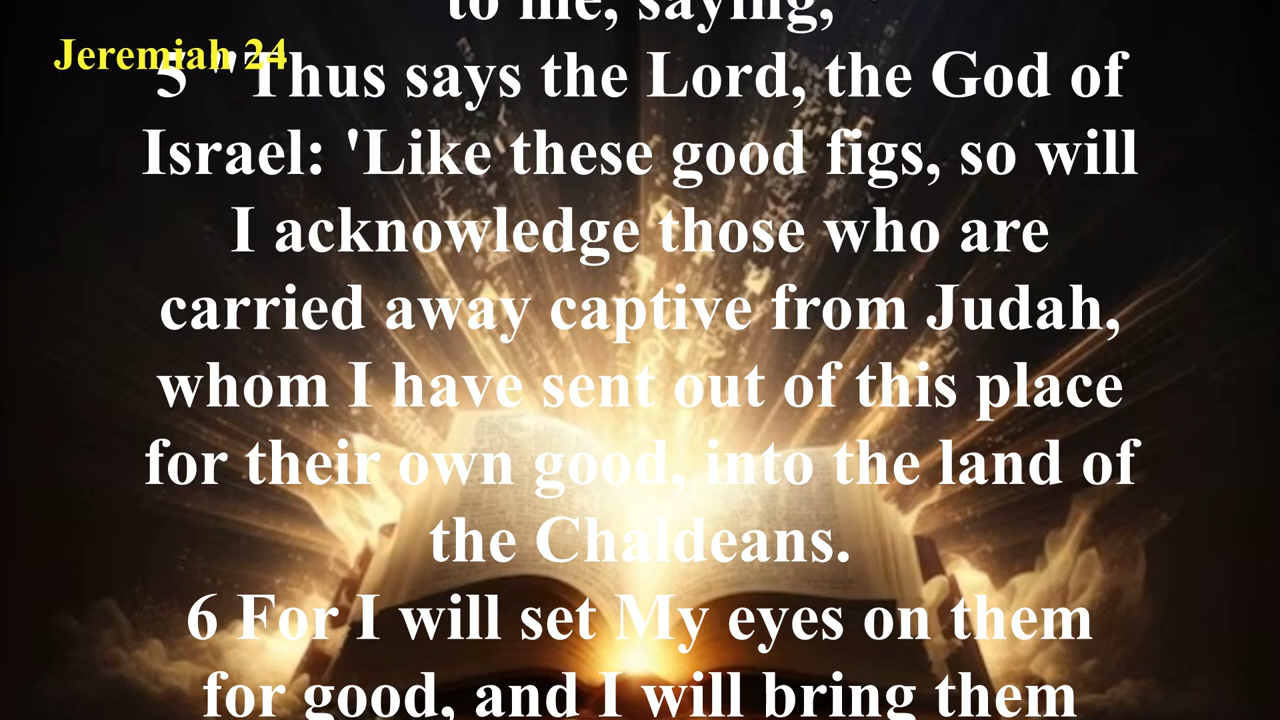 to me, saying,
Jeremiah 24
5 "Thus says the Lord, the God of
Israel: 'Like these good figs, so will
I acknowledge those who are
carried away captive from Judah,
whom I have sent out of this place
for their own good, into the land of
the Chaldeans.
6 For I will set My eyes on them
for good, and I will bring them